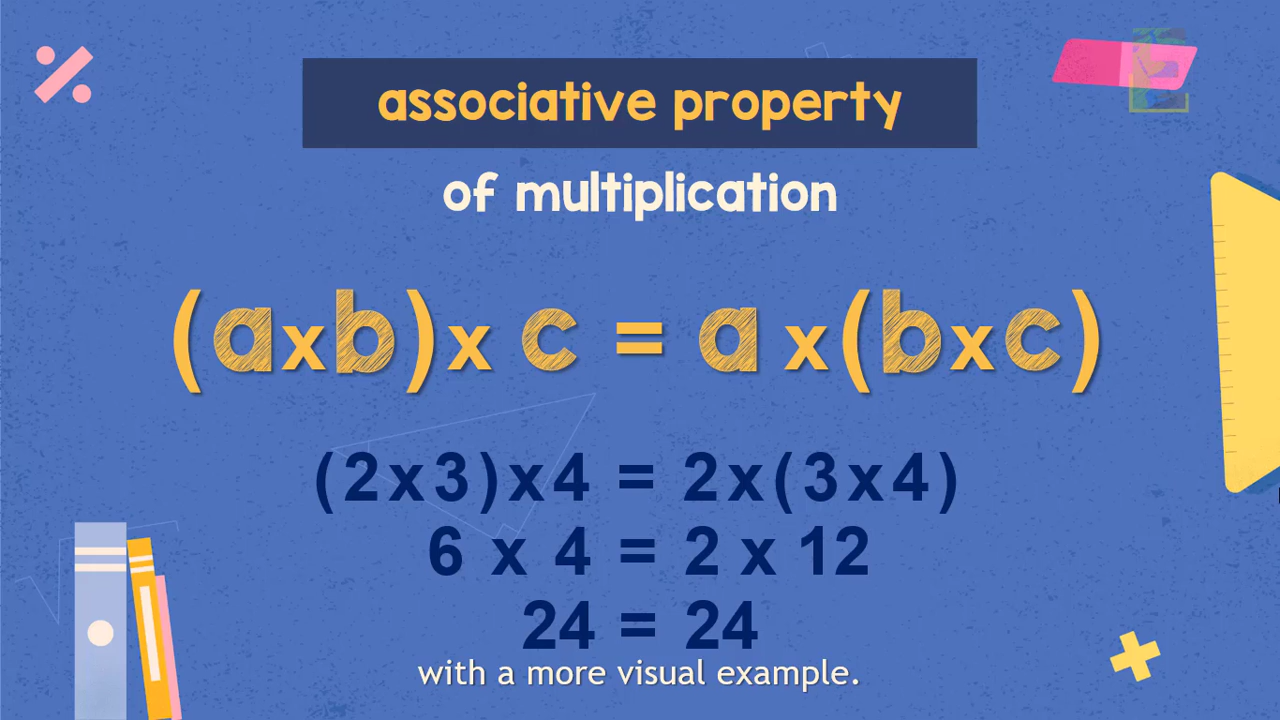 associative property
of multiplication
(axb)x c = a x(bxc)
(2x3)x4 = 2x(3x4)
6 x 4 = 2 x 12
24 = 24
with a more visual example.